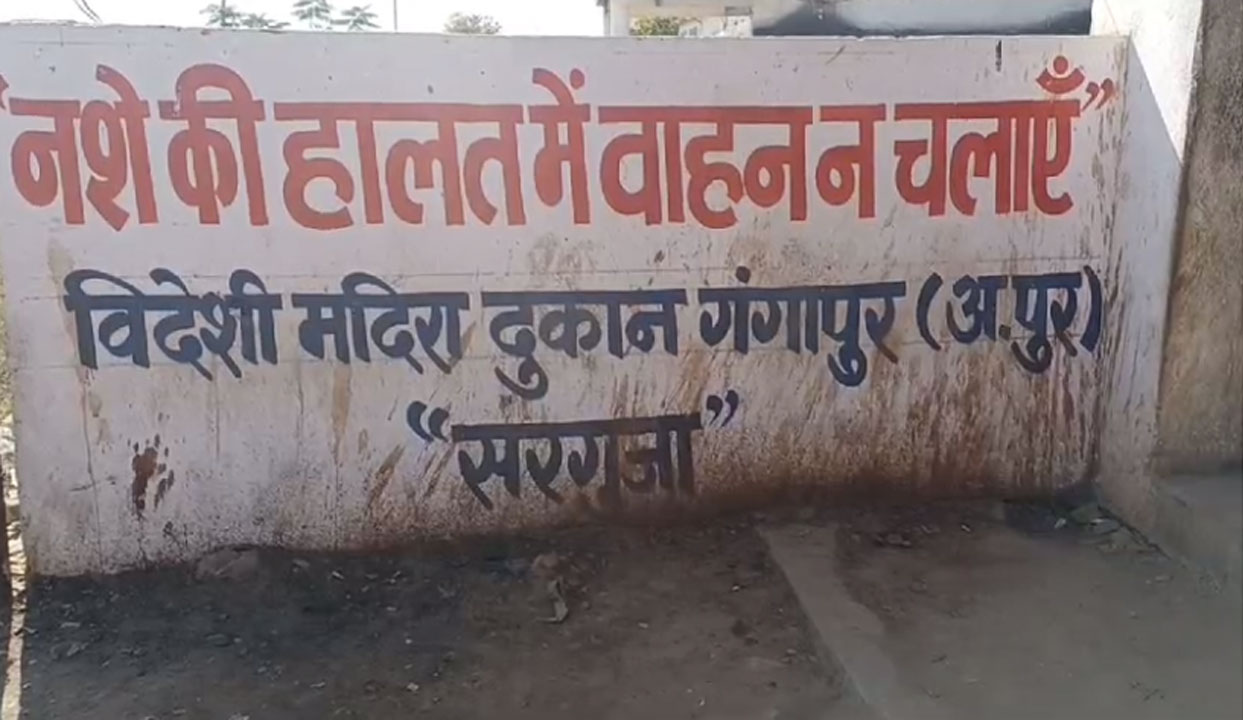 “नशे की हालत में वाहन न चलाएँ”
विदेशी मदिरा दुकान गंगापुर (अ.पुर)
“सरगुजा”